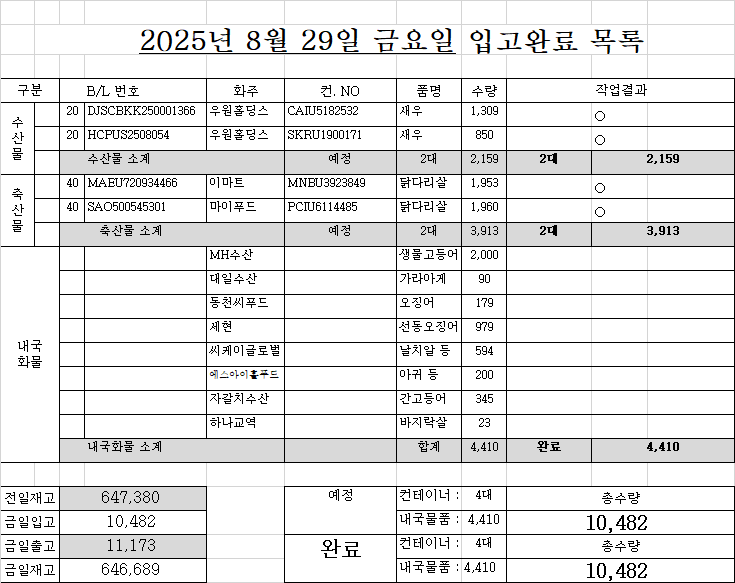 2025년 8월 29일 금요일 입고완료 목록
구분 B/L 번호 화주 컨. NO 품명 수량 작업결과
수산물
20 DJSCBKK250001366 우원홀딩스 CAIU5182532 새우 1,309 ○
20 HCPUS2508054 우원홀딩스 SKRU1900171 새우 850 ○
수산물 소계 예정 2대 2,159 2대 2,159
축산물
40 MAEU720934466 이마트 MNBU3923849 닭다리살 1,953 ○
40 SAO500545301 마이푸드 PCIU6114485 닭다리살 1,960 ○
축산물 소계 예정 2대 3,913 2대 3,913
내국
화물
MH수산 생물고등어 2,000
대일수산 가라아게 90
동천씨푸드 오징어 179
세현 선동오징어 979
씨케이글로벌 날치알 등 594
에스아이홀푸드 아귀 등 200
자갈치수산 간고등어 345
하나교역 바지락살 23
내국화물 소계 합계 4,410 완료 4,410
전일재고 647,380 예정 컨테이너 : 4대 총수량
금일입고 10,482 내국물품 : 4,410 10,482
금일출고 11,173 완료 컨테이너 : 4대 총수량
금일재고 646,689 내국물품 : 4,410 10,482